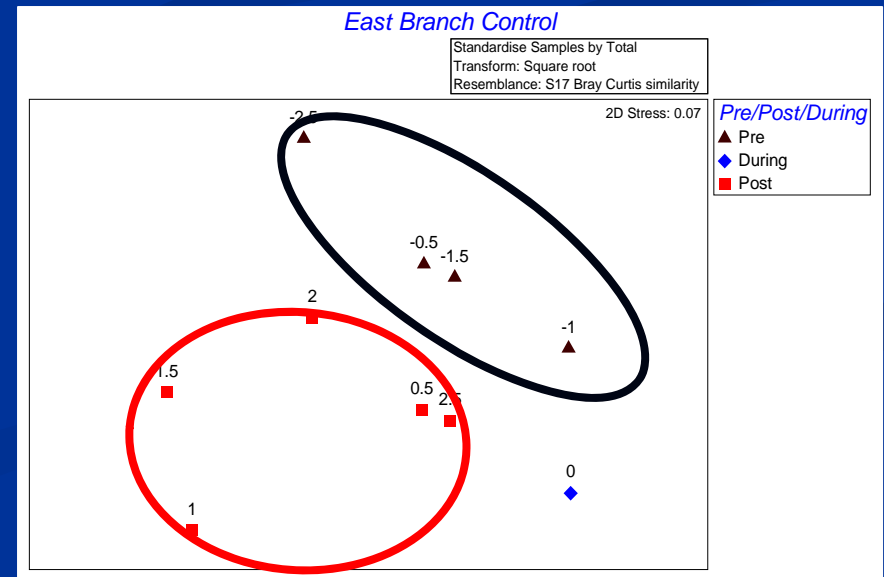 East Branch Control
Standardise Samples by Total
Transform: Square root
Resemblance: S17 Bray Curtis similarity
2D Stress: 0.07
Pre/Post/During
Pre
During
Post
-2.5
-0.5
-1.5
-1
2
1.5
0.5
2.5
0
1